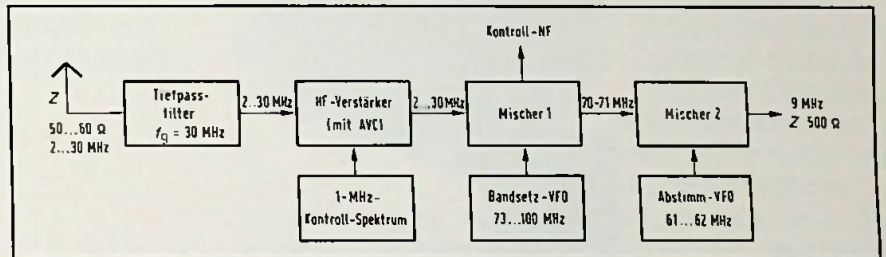 Kontroll-NF
Z
50...60 Ω
2...30 MHz
Tiefpass-
filter
fg = 30 MHz
2...30 MHz
HF-Verstärker
(mit AVC)
2...30 MHz
Mischer 1
70-71 MHz
Mischer 2
9 MHz
Z 500 Ω
1-MHz-
Kontroll-Spektrum
Bandsetz-VFO
73...100 MHz
Abstimm-VFO
61...62 MHz